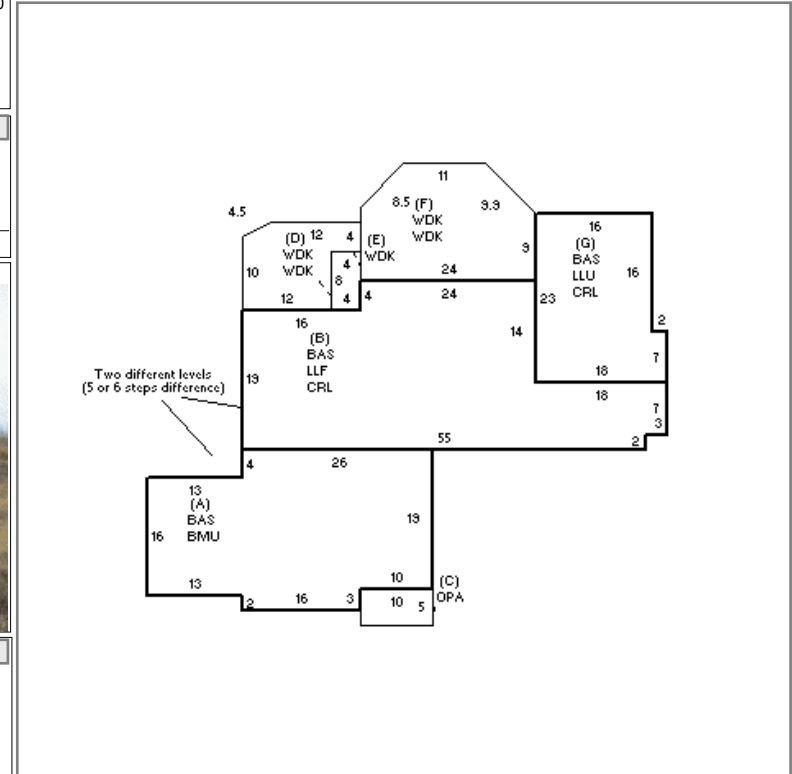 11
8.5 (F) 9.9
WDK
WDK
4.5
12 4
(D)
WDK
WDK
(E)
WDK
4
8
4
10
12
9
24
4
24
16
(G)
BAS
LLU
CRL
16
23
2
7
18
18
7
3
2
14
16
(B)
BAS
LLF
CRL
19
Two different levels
(5 or 6 steps difference)
55
4
26
13
(A)
BAS
BMU
16
19
13
2
16
3
10
10
5
(C)
OPA